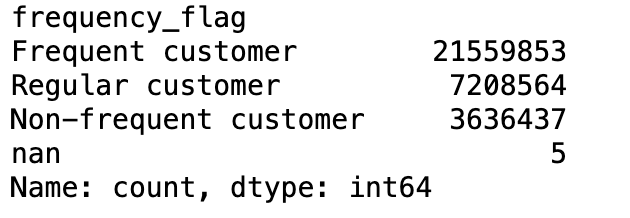 frequency_flag
Frequent customer 21559853
Regular customer 7208564
Non-frequent customer 3636437
nan 5
Name: count, dtype: int64